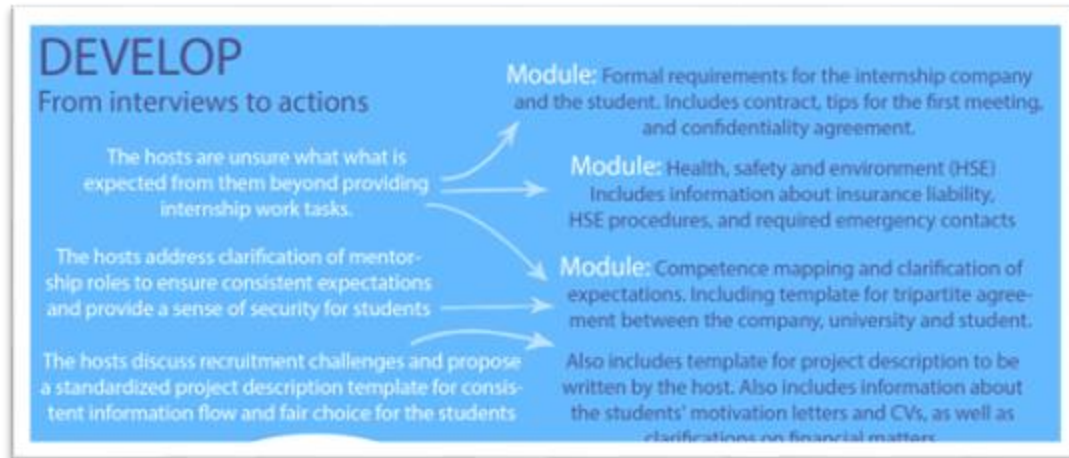 DEVELOP
From interviews to actions
The hosts are unsure what what is
expected from them beyond providing
internship work tasks.
The hosts address clarification of mentor-
ship roles to ensure consistent expectations
and provide a sense of security for students
The hosts discuss recruitment challenges and propose
a standardized project description template for consis-
tent information flow and fair choice for the students
Module: Formal requirements for the internship company
and the student. Includes contract, tips for the first meeting,
and confidentiality agreement.
Module: Health, safety and environment (HSE)
Includes information about insurance liability,
HSE procedures, and required emergency contacts
Module: Competence mapping and clarification of
expectations. Including template for tripartite agree-
ment between the company, university and student.
Also includes template for project description to be
written by the host. Also includes information about
the students' motivation letters and CVs, as well as
clarifications on financial matters